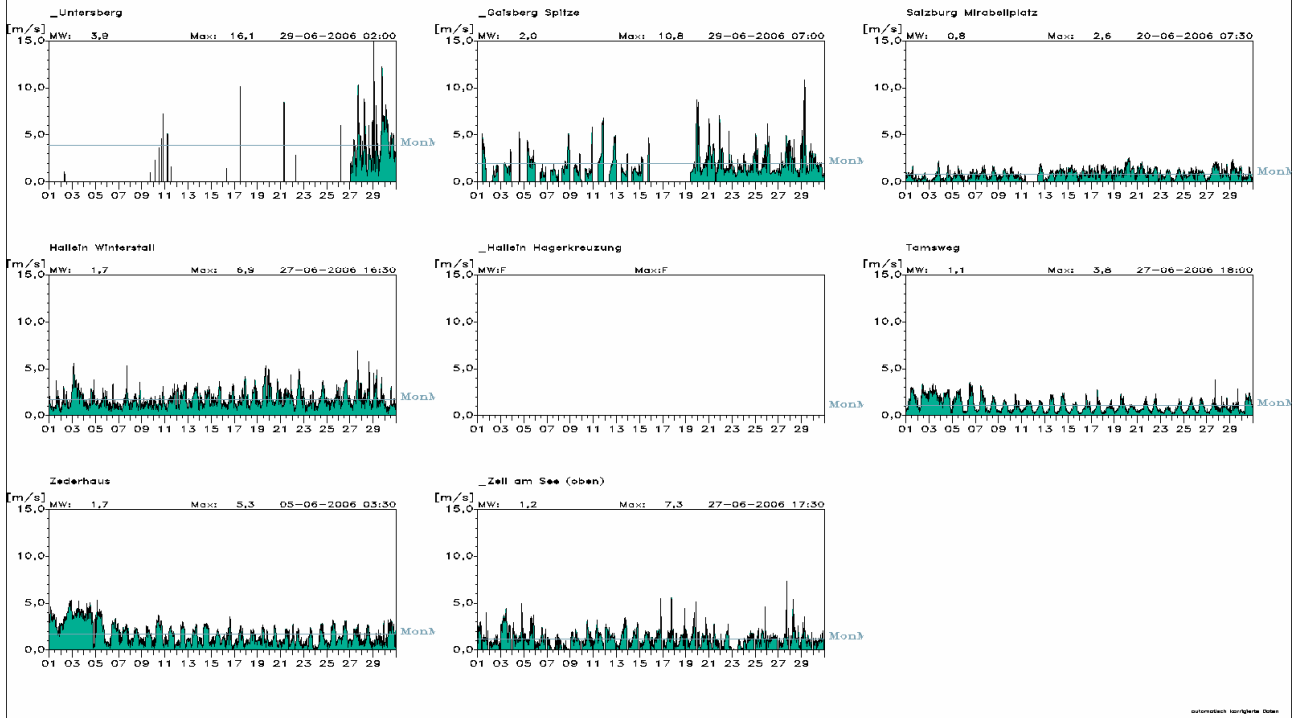 _Untersberg
[m/s] MW: 3,9 Max: 16,1 29-06-2006 02:00
15,0
10,0
5,0
0,0
MonM
01 03 05 07 09 11 13 15 17 19 21 23 25 27 29
_Gaisberg Spitze
[m/s] MW: 2,0 Max: 10,8 29-06-2006 07:00
15,0
10,0
5,0
0,0
MonM
01 03 05 07 09 11 13 15 17 19 21 23 25 27 29
Salzburg Mirabellplatz
[m/s] MW: 0,8 Max: 2,6 20-06-2006 07:30
15,0
10,0
5,0
0,0
MonM
01 03 05 07 09 11 13 15 17 19 21 23 25 27 29
Hallein Winterstall
[m/s] MW: 1,7 Max: 6,9 27-06-2006 16:30
15,0
10,0
5,0
0,0
MonM
01 03 05 07 09 11 13 15 17 19 21 23 25 27 29
_Hallein Hagerkreuzung
[m/s] MW:F Max:F
15,0
10,0
5,0
0,0
MonM
01 03 05 07 09 11 13 15 17 19 21 23 25 27 29
Tamsweg
[m/s] MW: 1,1 Max: 3,8 27-06-2006 18:00
15,0
10,0
5,0
0,0
MonM
01 03 05 07 09 11 13 15 17 19 21 23 25 27 29
Zederhaus
[m/s] MW: 1,7 Max: 5,3 05-06-2006 03:30
15,0
10,0
5,0
0,0
MonM
01 03 05 07 09 11 13 15 17 19 21 23 25 27 29
_Zell am See (oben)
[m/s] MW: 1,2 Max: 7,3 27-06-2006 17:30
15,0
10,0
5,0
0,0
MonM
01 03 05 07 09 11 13 15 17 19 21 23 25 27 29
automatisch korrigierte Daten